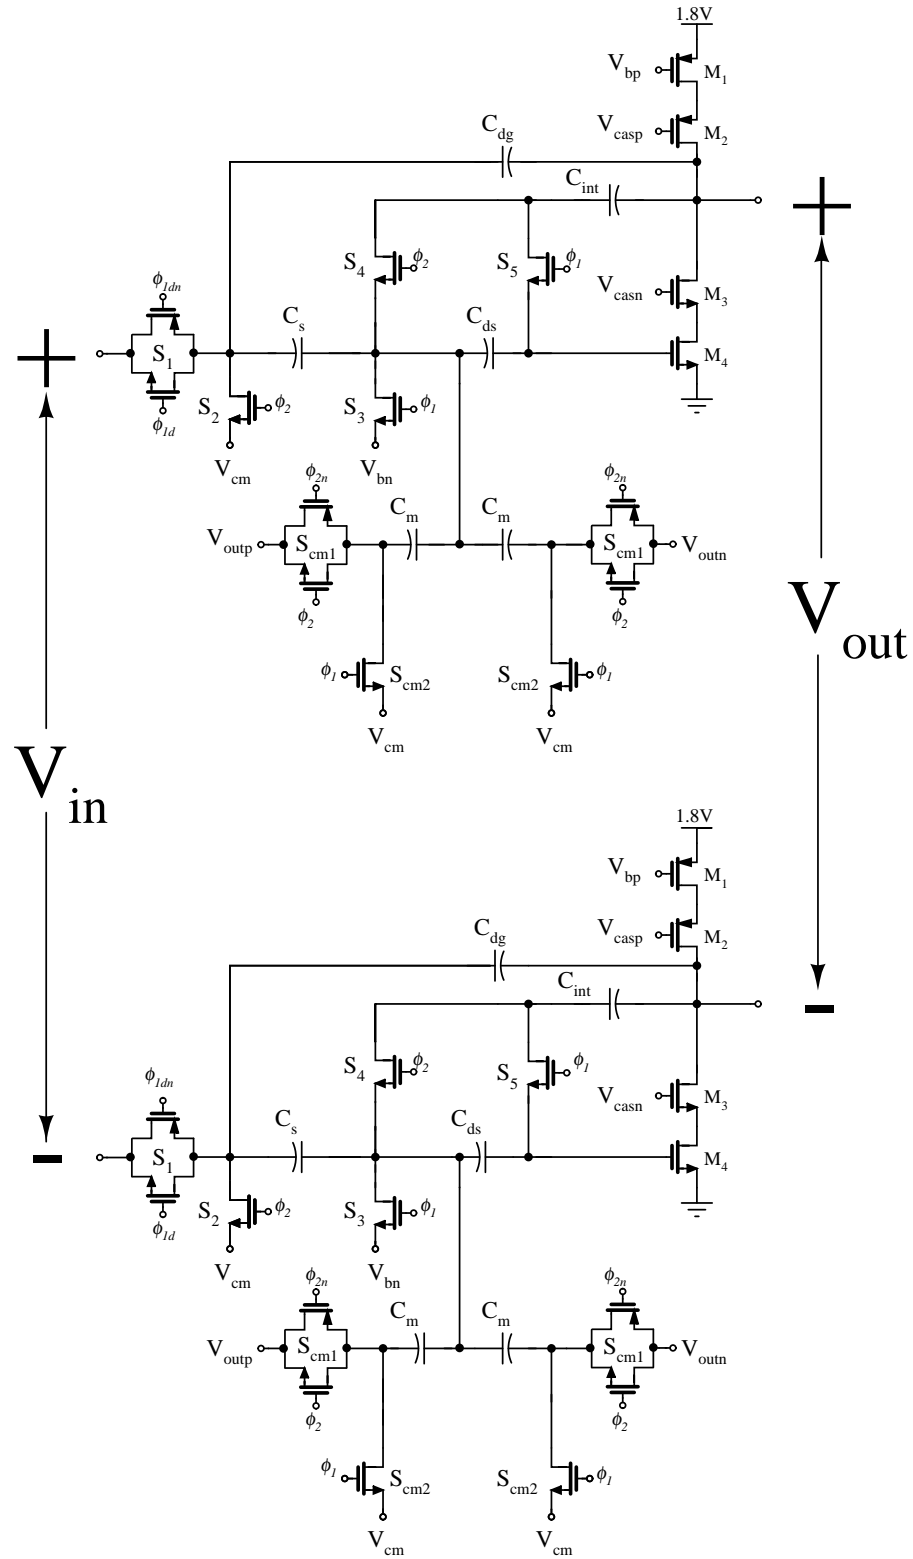 1.8V
V_bp M_1
V_casp M_2
C_dg
C_int
S_4 ϕ_2 S_5 ϕ_1
ϕ_1dn V_casn M_3
C_s C_ds
+ S_1 M_4 +
ϕ_1d S_2 ϕ_2 S_3 ϕ_1
V_cm V_bn
ϕ_2n C_m C_m ϕ_2n
V_outp S_cm1 S_cm1 V_outn
ϕ_2 ϕ_2
V_out
ϕ_1 S_cm2 S_cm2 ϕ_1
V_cm V_cm
V_in
1.8V
V_bp M_1
V_casp M_2
C_dg
C_int
-
S_4 ϕ_2 S_5 ϕ_1
ϕ_1dn V_casn M_3
C_s C_ds
- S_1 M_4
ϕ_1d S_2 ϕ_2 S_3 ϕ_1
V_cm V_bn
ϕ_2n C_m C_m ϕ_2n
V_outp S_cm1 S_cm1 V_outn
ϕ_2 ϕ_2
ϕ_1 S_cm2 S_cm2 ϕ_1
V_cm V_cm